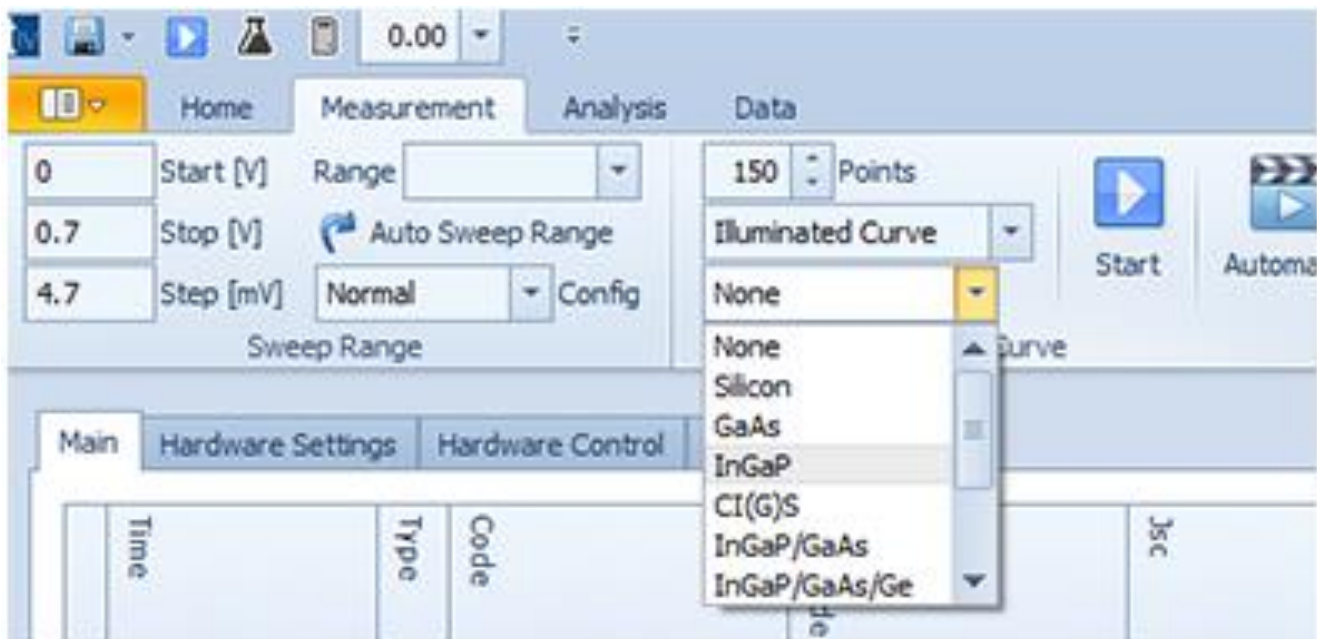 0.00
Home Measurement Analysis Data
0 Start [V] Range 150 Points
0.7 Stop [V] Auto Sweep Range Illuminated Curve
4.7 Step [mV] Normal Config None
Start
Automa
Sweep Range
Curve
None
Silicon
GaAs
InGaP
CI(G)S
InGaP/GaAs
InGaP/GaAs/Ge
Main Hardware Settings Hardware Control
Time Type Code Jsc